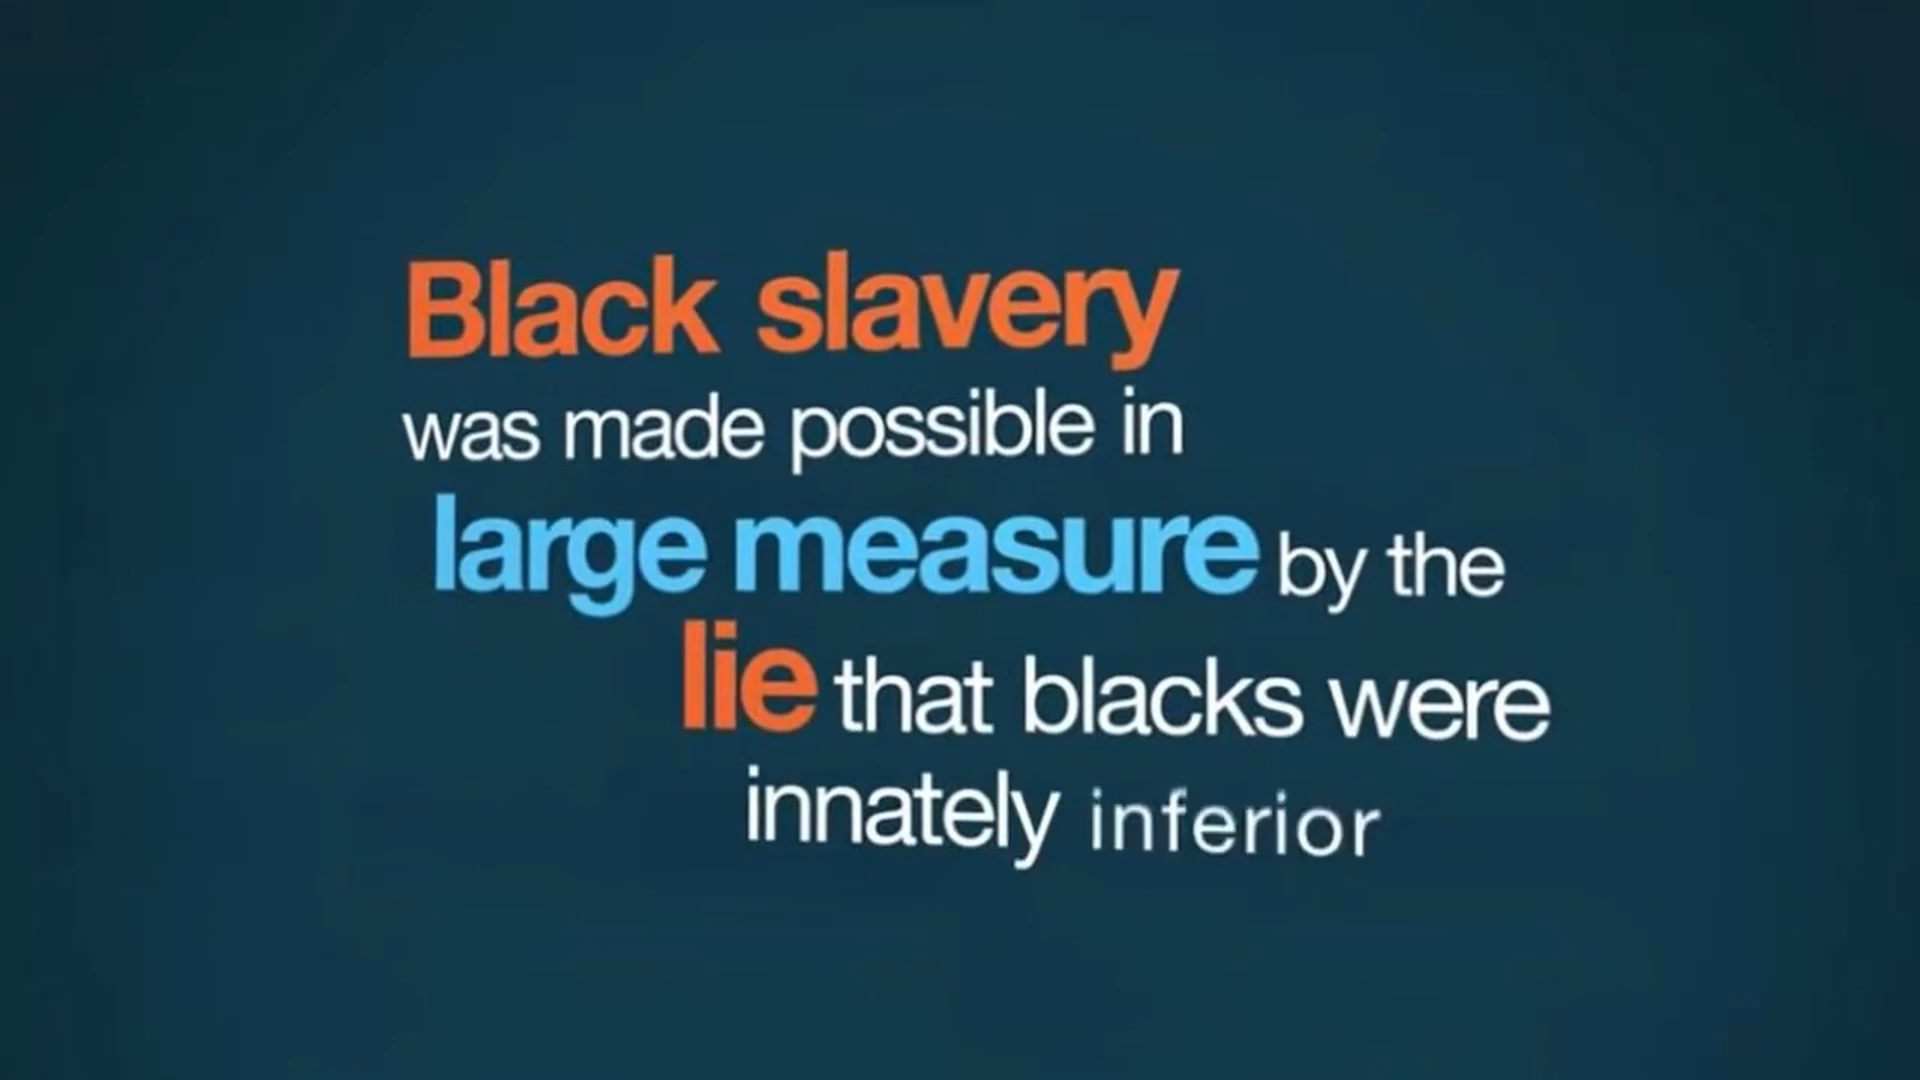 Black slavery
was made possible in
large measure by the
lie that blacks were
innately inferior